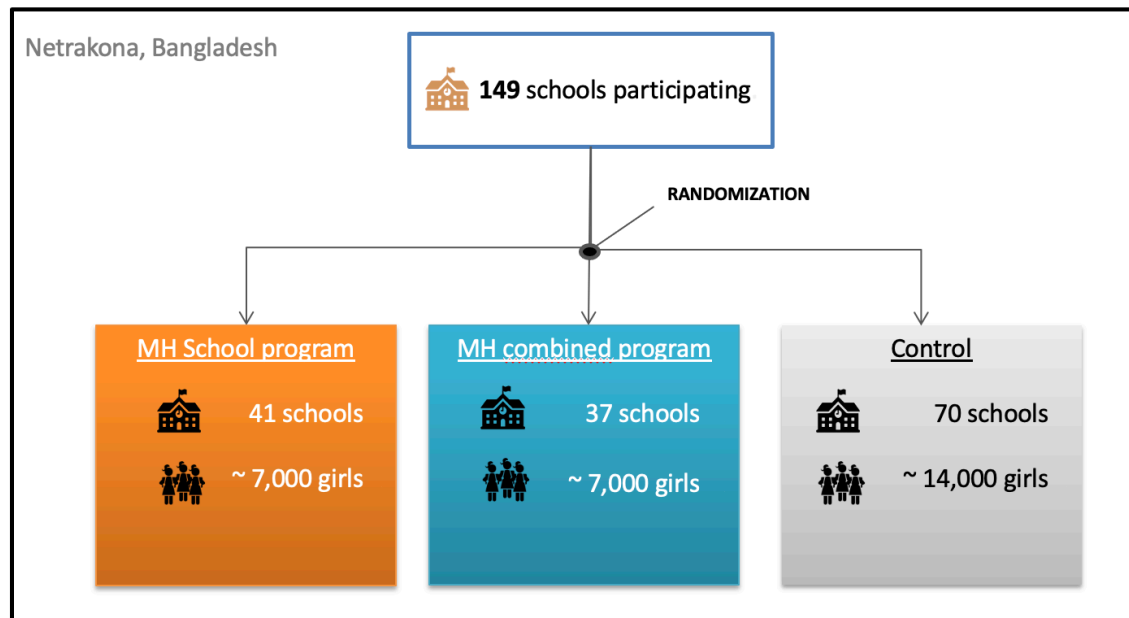 Netrakona, Bangladesh
149 schools participating
RANDOMIZATION
MH School program
41 schools
~ 7,000 girls
MH combined program
37 schools
~ 7,000 girls
Control
70 schools
~ 14,000 girls